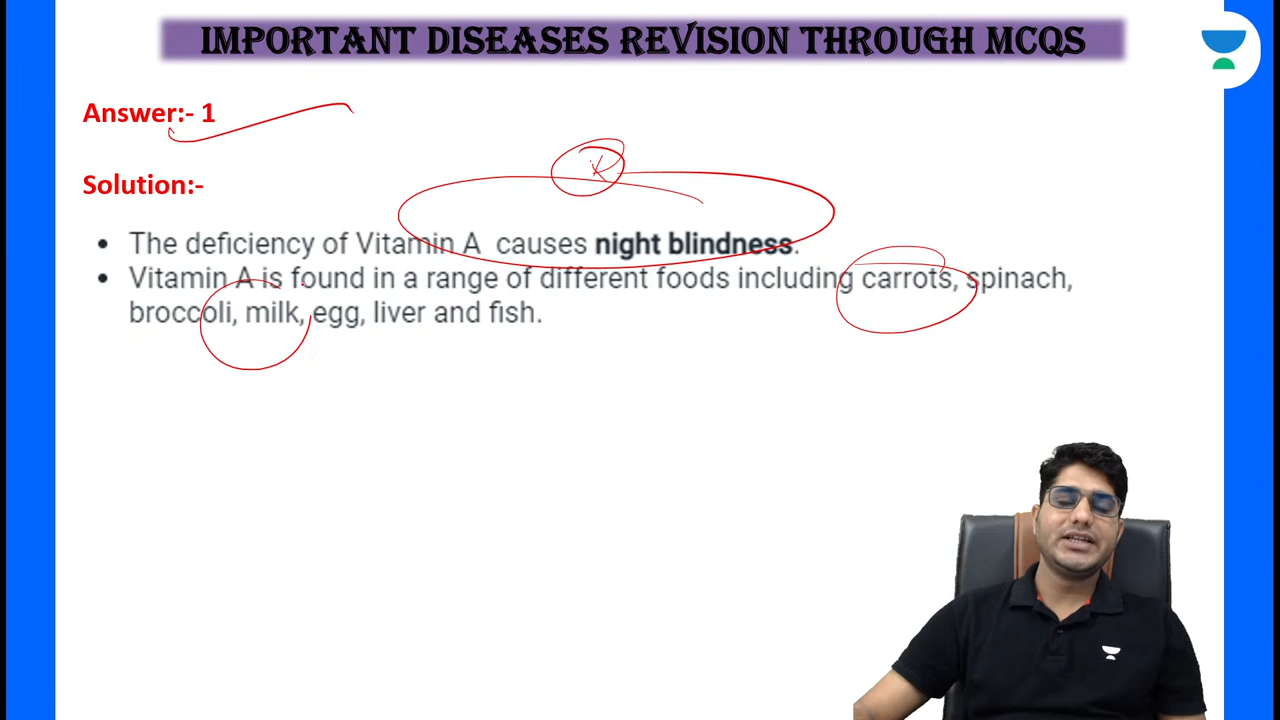 IMPORTANT DISEASES REVISION THROUGH MCQS
Answer:- 1
R
Solution:-
• The deficiency of Vitamin A causes night blindness.
• Vitamin A is found in a range of different foods including carrots, spinach,
broccoli, milk, egg, liver and fish.